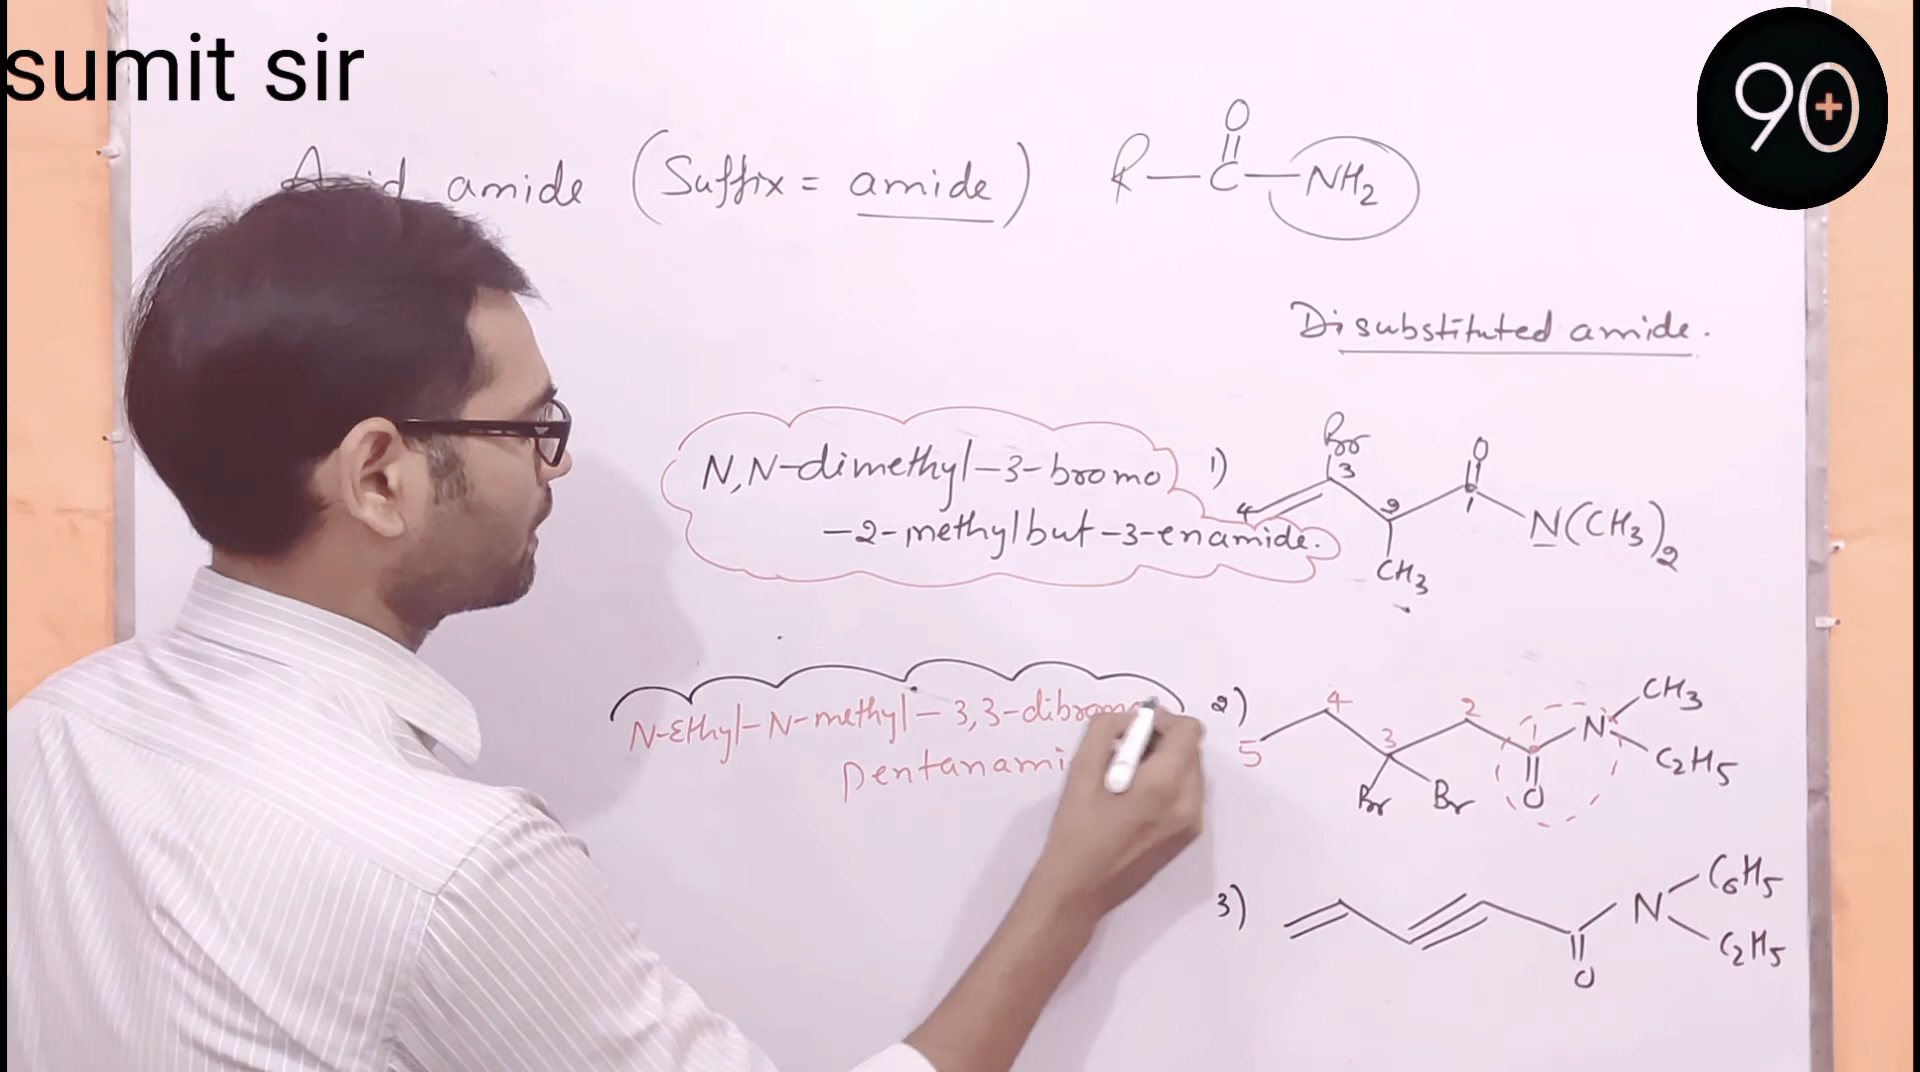 sumit sir
90+
Acid amide (Suffix = amide) R—C—NH2
O
Disubstituted amide.
N,N-dimethyl-3-bromo
-2-methylbut-3-enamide.
1)
Br
3
4
2
1
O
N(CH3)2
CH3
N-Ethyl-N-methyl-3,3-dibromo
pentanami
2)
5
4
3
2
1
Br
Br
O
N
CH3
C2H5
3)
O
N
C6H5
C2H5